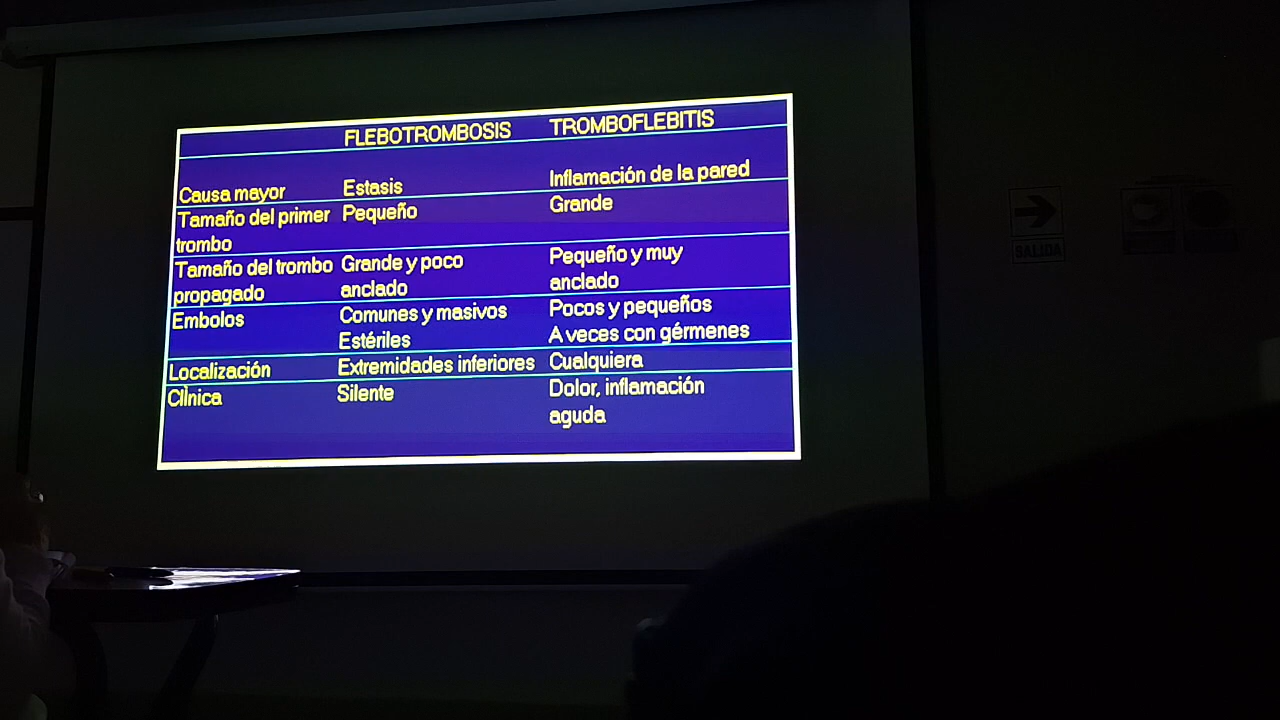 FLEBOTROMBOSIS TROMBOFLEBITIS
Causa mayor Estasis Inflamación de la pared
Tamaño del primer Pequeño Grande
trombo
Tamaño del trombo Grande y poco Pequeño y muy
propagado anclado anclado
Embolos Comunes y masivos Pocos y pequeños
Estériles A veces con gérmenes
Localización Extremidades inferiores Cualquiera
Clìnica Silente Dolor, inflamación
aguda
SALIDA